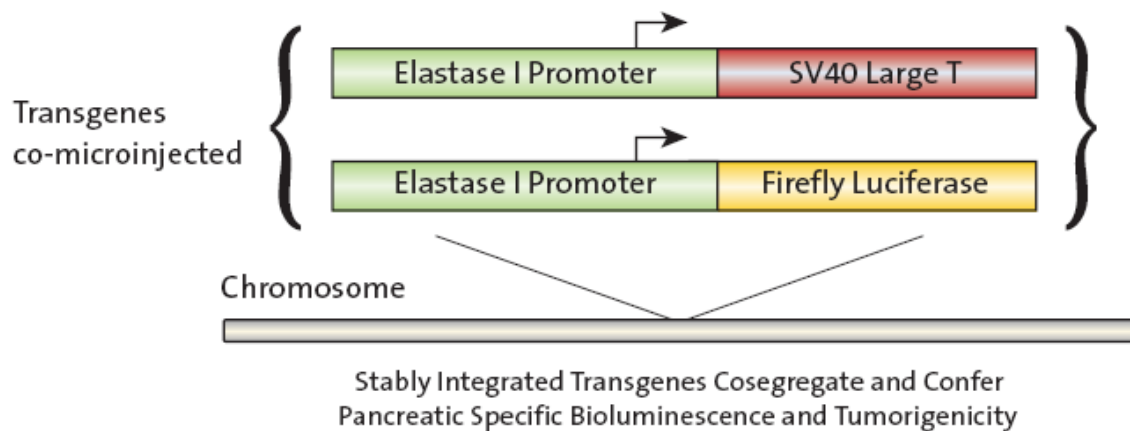 Elastase I Promoter SV40 Large T
Transgenes
co-microinjected
Elastase I Promoter Firefly Luciferase
Chromosome
Stably Integrated Transgenes Cosegregate and Confer
Pancreatic Specific Bioluminescence and Tumorigenicity